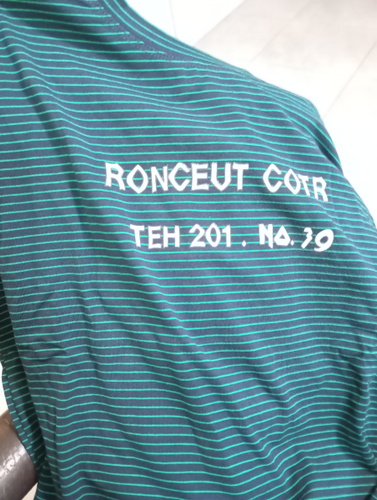 RONCEUT COTR
TEH 201. NO. 39